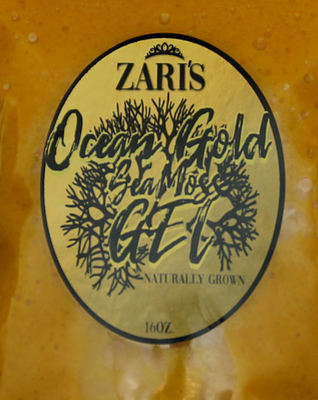 ZARI'S
Ocean Gold
Sea Moss
GEl
NATURALLY GROWN
16OZ